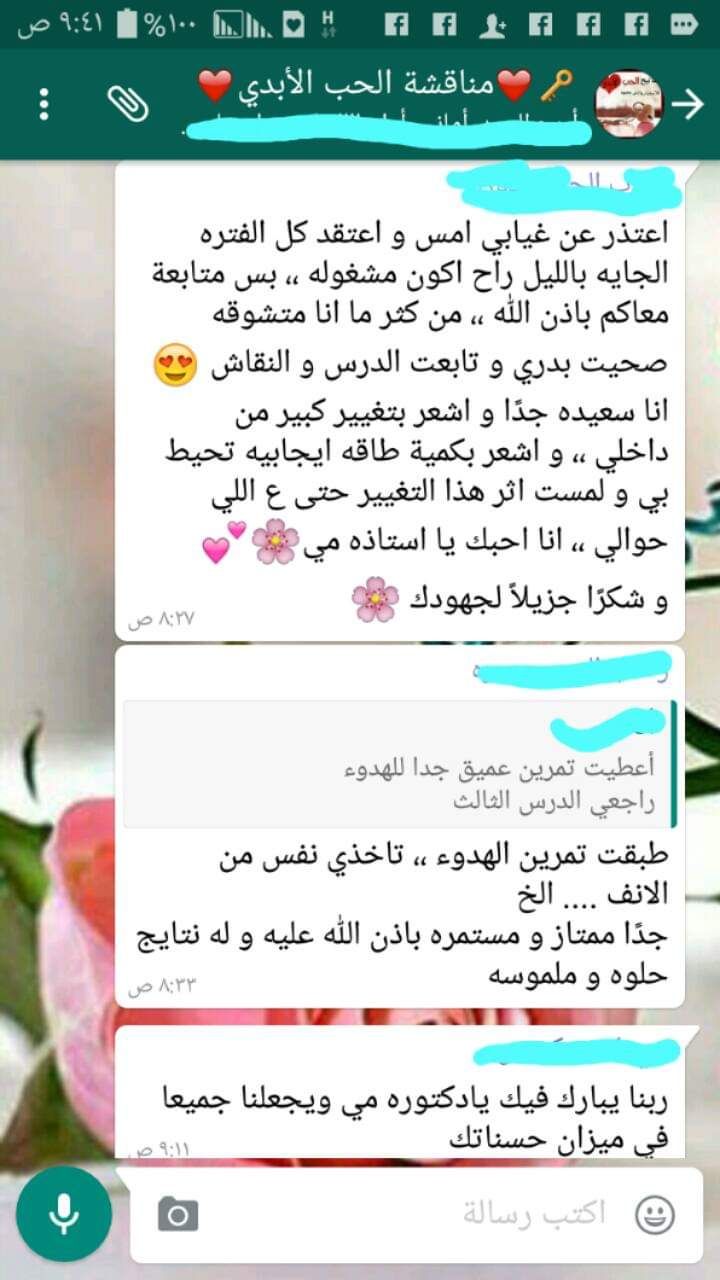 ٩:٤١ ص
%١٠٠
H
مناقشة الحب الأبدي
اعتذر عن غيابي امس و اعتقد كل الفتره
الجايه بالليل راح اكون مشغوله ،، بس متابعة
معاكم باذن الله ،، من كثر ما انا متشوقه
صحيت بدري و تابعت الدرس و النقاش 😍
انا سعيده جدًا و اشعر بتغيير كبير من
داخلي ،، و اشعر بكمية طاقه ايجابيه تحيط
بي و لمست اثر هذا التغيير حتى ع اللي
حوالي ،، انا احبك يا استاذه مي🌸💕
و شكرًا جزيلاً لجهودك 🌸
٨:٢٧ ص
أعطيت تمرين عميق جدا للهدوء
راجعي الدرس الثالث
طبقت تمرين الهدوء ،، تاخذي نفس من
الانف .... الخ
جدًا ممتاز و مستمره باذن الله عليه و له نتايج
حلوه و ملموسه
٨:٣٣ ص
ربنا يبارك فيك يادكتوره مي ويجعلنا جميعا
في ميزان حسناتك
٩:١١ ص
اكتب رسالة